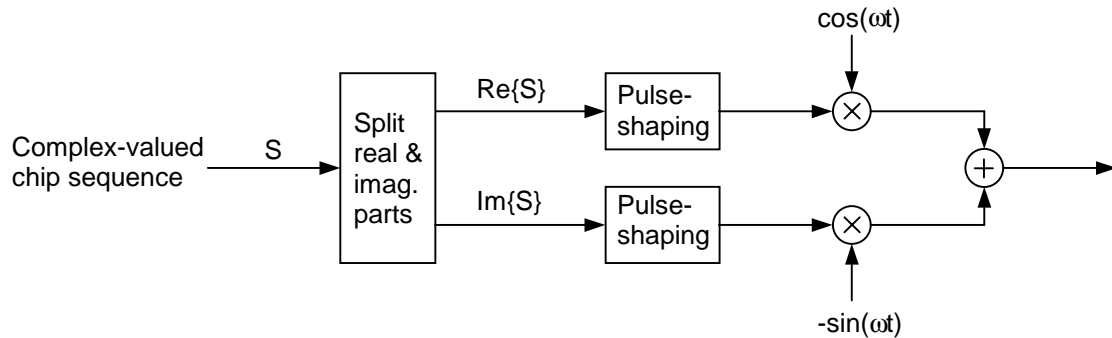 cos(ωt)
Complex-valued
chip sequence
S
Split
real &
imag.
parts
Re{S}
Pulse-
shaping
Im{S}
Pulse-
shaping
-sin(ωt)